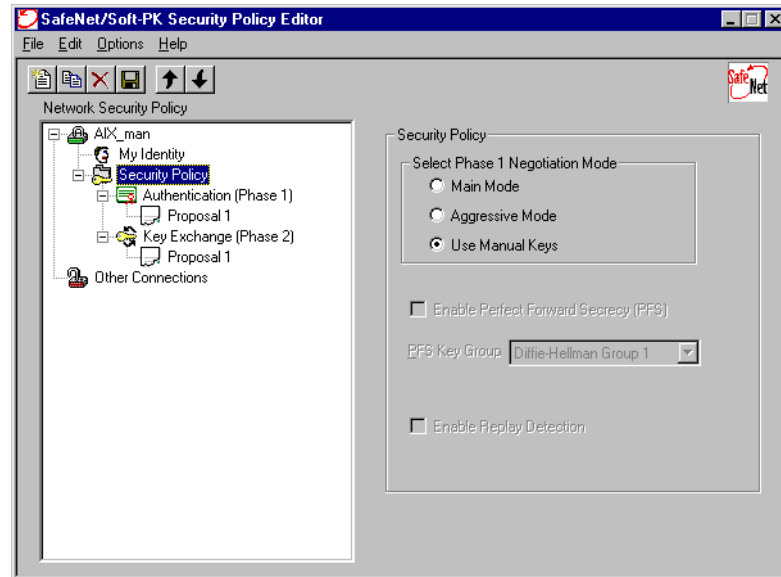 SafeNet/Soft-PK Security Policy Editor
File Edit Options Help
Safe Net
Network Security Policy
AIX_man
My Identity
Security Policy
Authentication (Phase 1)
Proposal 1
Key Exchange (Phase 2)
Proposal 1
Other Connections
Security Policy
Select Phase 1 Negotiation Mode
Main Mode
Aggressive Mode
Use Manual Keys
Enable Perfect Forward Secrecy (PFS)
PFS Key Group Diffie-Hellman Group 1
Enable Replay Detection